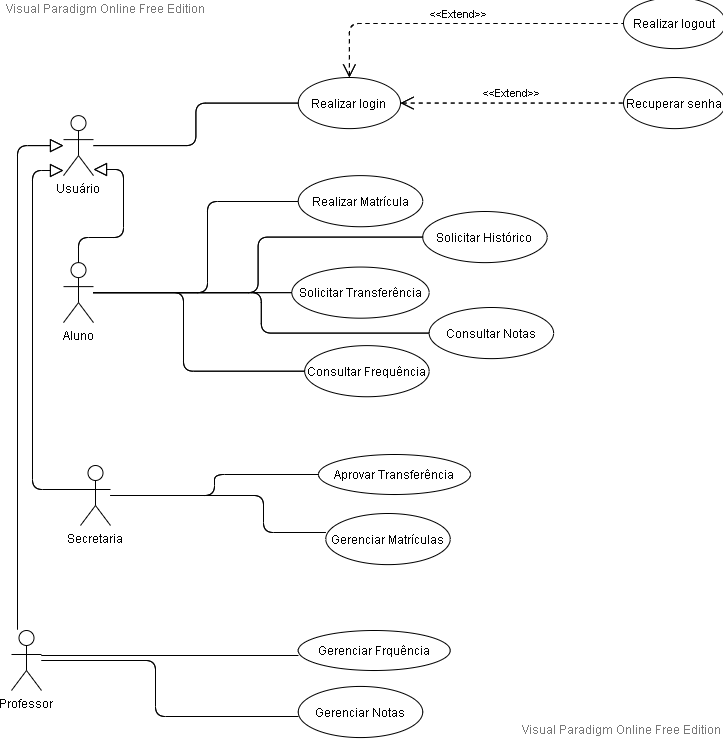 Visual Paradigm Online Free Edition
<<Extend>>
Realizar logout
<<Extend>>
Realizar login
Recuperar senha
Usuário
Realizar Matrícula
Solicitar Histórico
Solicitar Transferência
Aluno
Consultar Notas
Consultar Frequência
Aprovar Transferência
Secretaria
Gerenciar Matrículas
Gerenciar Frquência
Professor
Gerenciar Notas
Visual Paradigm Online Free Edition